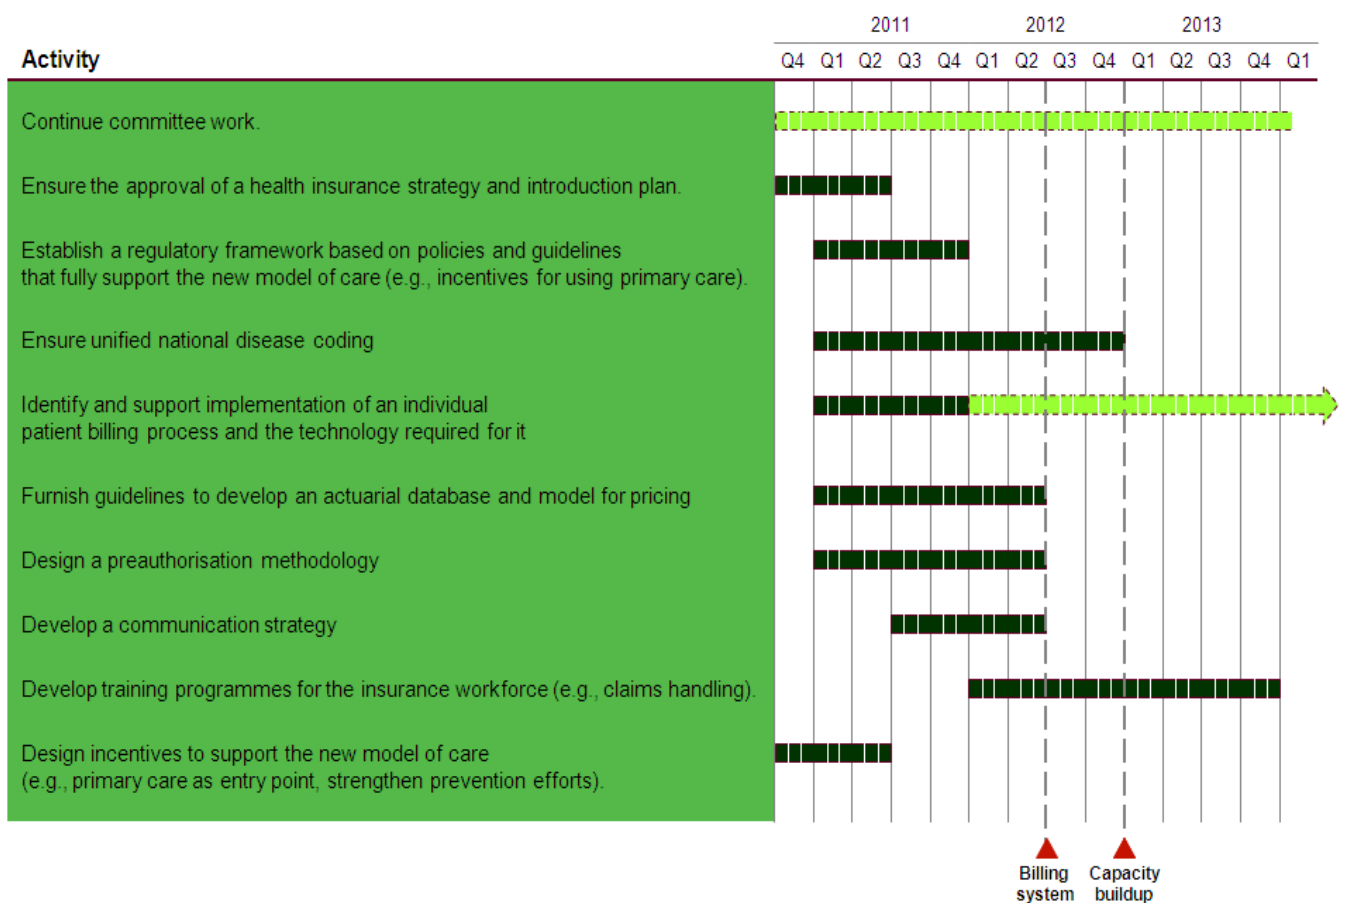 2011 2012 2013
Activity Q4 Q1 Q2 Q3 Q4 Q1 Q2 Q3 Q4 Q1 Q2 Q3 Q4 Q1
Continue committee work.
Ensure the approval of a health insurance strategy and introduction plan.
Establish a regulatory framework based on policies and guidelines
that fully support the new model of care (e.g., incentives for using primary care).
Ensure unified national disease coding
Identify and support implementation of an individual
patient billing process and the technology required for it
Furnish guidelines to develop an actuarial database and model for pricing
Design a preauthorisation methodology
Develop a communication strategy
Develop training programmes for the insurance workforce (e.g., claims handling).
Design incentives to support the new model of care
(e.g., primary care as entry point, strengthen prevention efforts).
Billing
system
Capacity
buildup